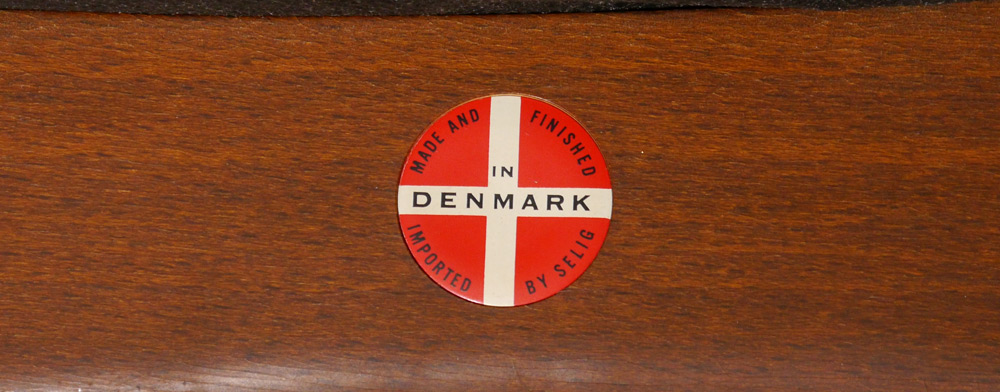 MADE AND FINISHED
IN
DENMARK
IMPORTED BY SELIG